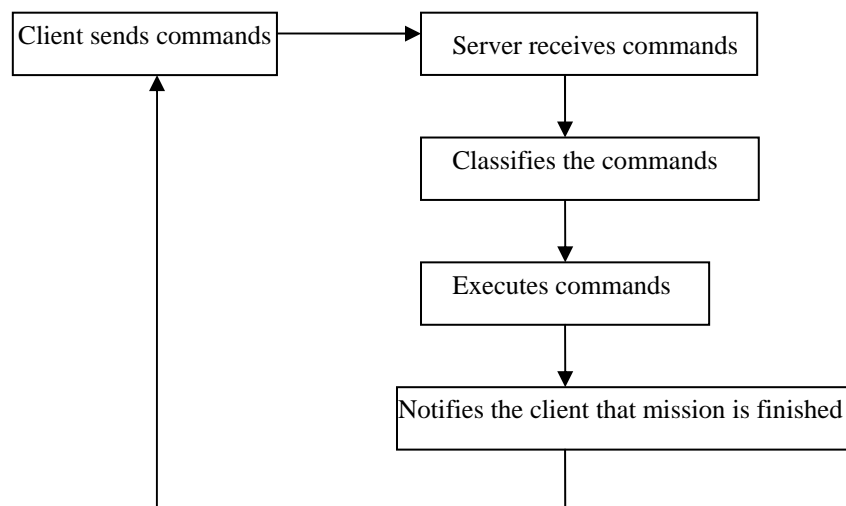 Client sends commands
Server receives commands
Classifies the commands
Executes commands
Notifies the client that mission is finished